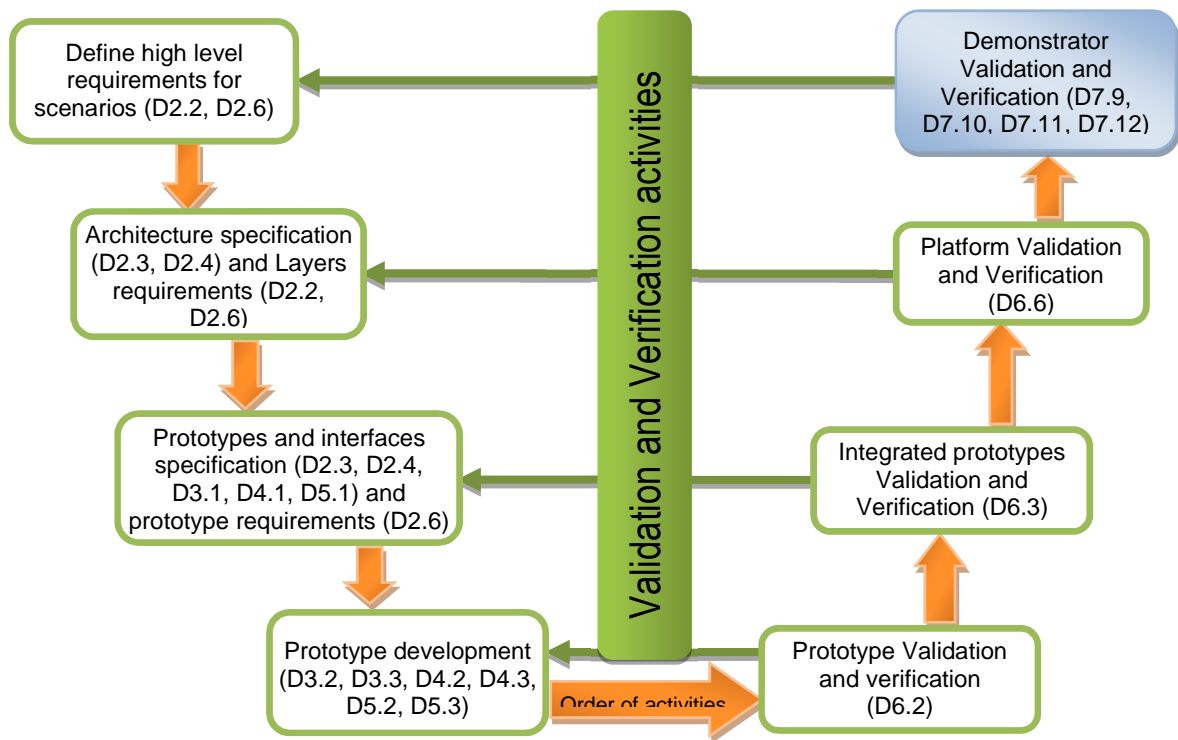 Define high level
requirements for
scenarios (D2.2, D2.6)
Architecture specification
(D2.3, D2.4) and Layers
requirements (D2.2,
D2.6)
Prototypes and interfaces
specification (D2.3, D2.4,
D3.1, D4.1, D5.1) and
prototype requirements (D2.6)
Prototype development
(D3.2, D3.3, D4.2, D4.3,
D5.2, D5.3)
Order of activities
Validation and Verification activities
Demonstrator
Validation and
Verification (D7.9,
D7.10, D7.11, D7.12)
Platform Validation
and Verification
(D6.6)
Integrated prototypes
Validation and
Verification (D6.3)
Prototype Validation
and verification
(D6.2)